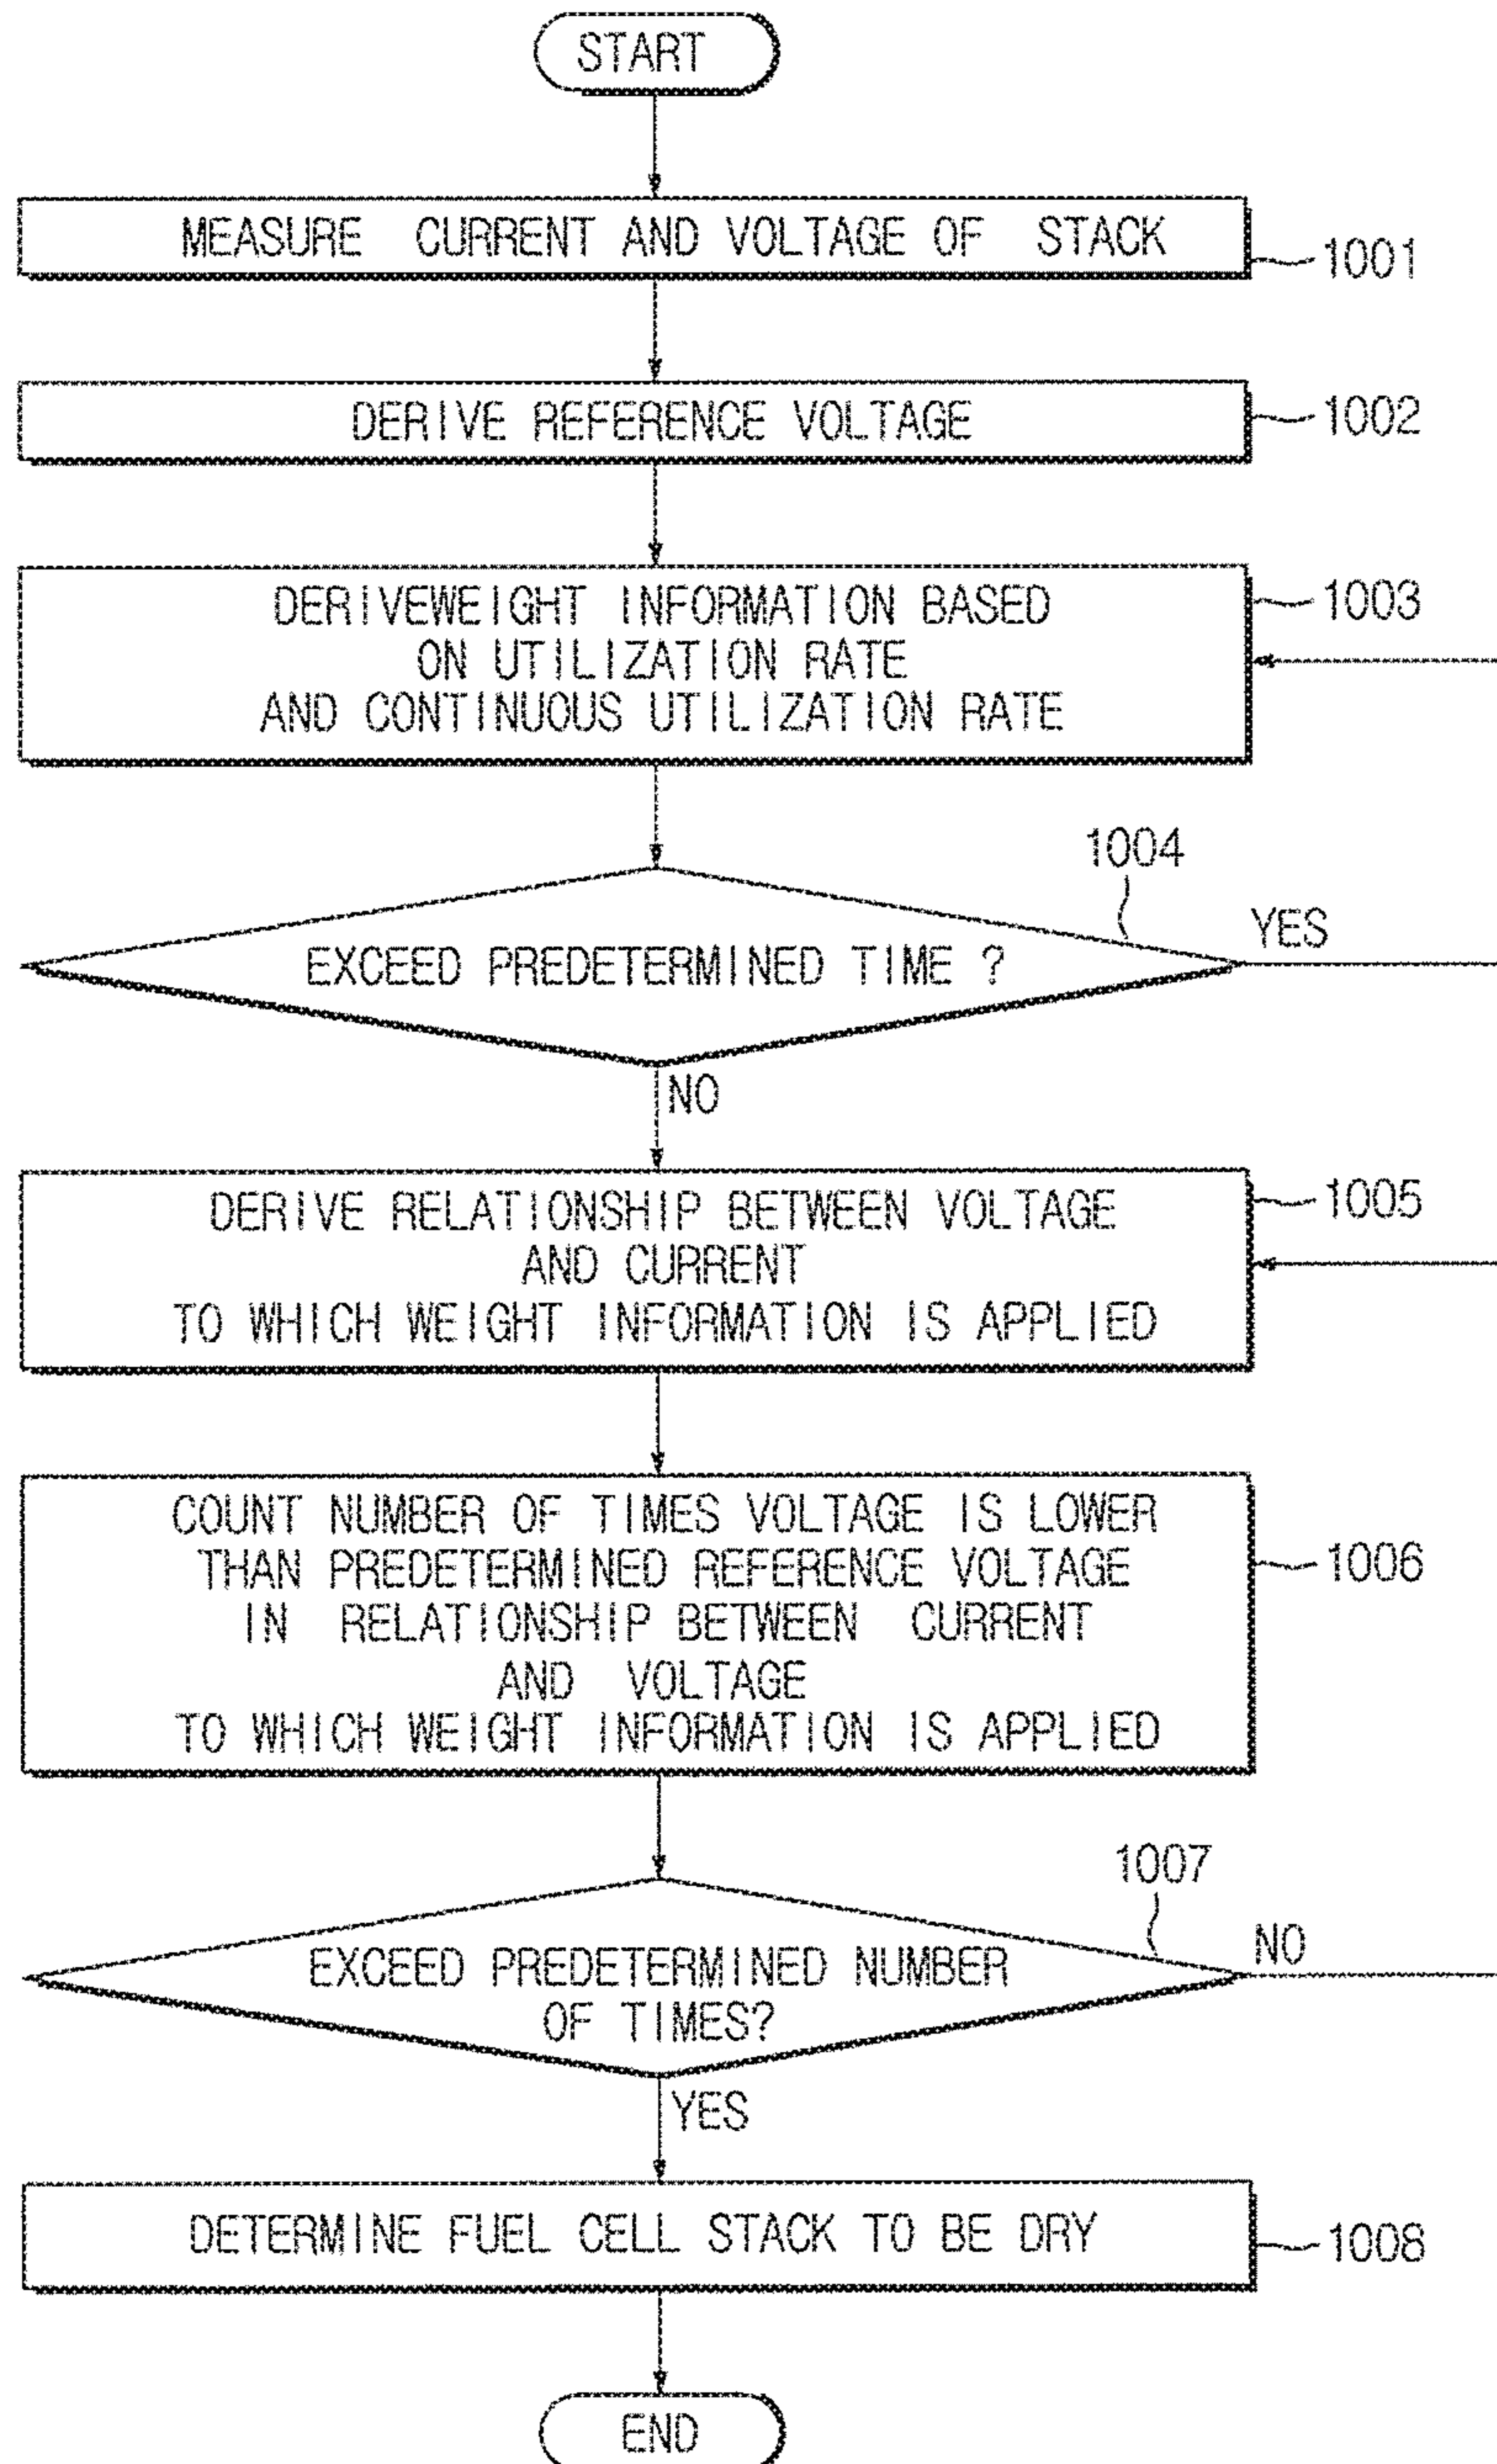 START
MEASURE CURRENT AND VOLTAGE OF STACK
1001
DERIVE REFERENCE VOLTAGE
1002
DERIVEWEIGHT INFORMATION BASED
ON UTILIZATION RATE
AND CONTINUOUS UTILIZATION RATE
1003
1004
EXCEED PREDETERMINED TIME ?
YES
NO
DERIVE RELATIONSHIP BETWEEN VOLTAGE
AND CURRENT
TO WHICH WEIGHT INFORMATION IS APPLIED
1005
COUNT NUMBER OF TIMES VOLTAGE IS LOWER
THAN PREDETERMINED REFERENCE VOLTAGE
IN RELATIONSHIP BETWEEN CURRENT
AND VOLTAGE
TO WHICH WEIGHT INFORMATION IS APPLIED
1006
1007
EXCEED PREDETERMINED NUMBER
OF TIMES?
NO
YES
DETERMINE FUEL CELL STACK TO BE DRY
1008
END